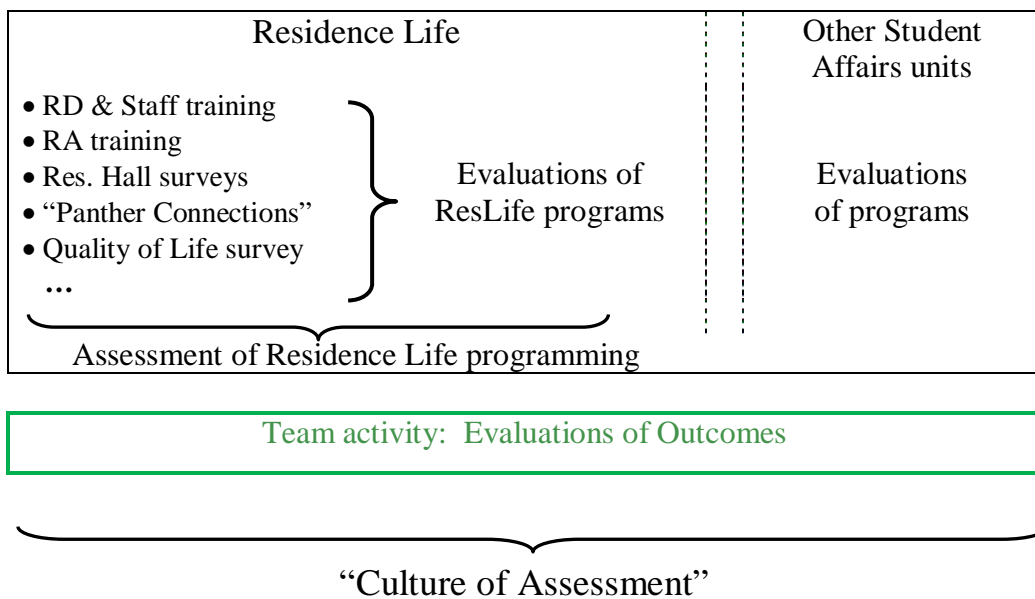 Residence Life
• RD & Staff training
• RA training
• Res. Hall surveys
• “Panther Connections”
• Quality of Life survey
...
Evaluations of
ResLife programs
Assessment of Residence Life programming
Other Student
Affairs units
Evaluations
of programs
Team activity:  Evaluations of Outcomes
“Culture of Assessment”